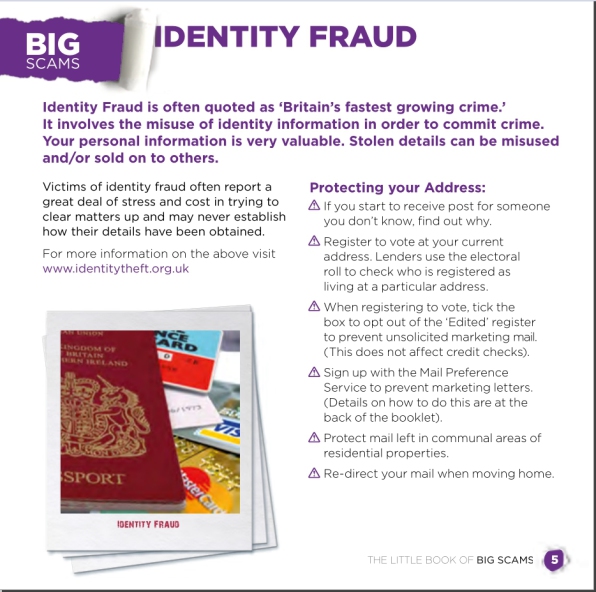 BIG
SCAMS
IDENTITY FRAUD
Identity Fraud is often quoted as ‘Britain’s fastest growing crime.’
It involves the misuse of identity information in order to commit crime.
Your personal information is very valuable. Stolen details can be misused
and/or sold on to others.
Victims of identity fraud often report a
great deal of stress and cost in trying to
clear matters up and may never establish
how their details have been obtained.
For more information on the above visit
www.identitytheft.org.uk
Protecting your Address:
If you start to receive post for someone
you don’t know, find out why.
Register to vote at your current
address. Lenders use the electoral
roll to check who is registered as
living at a particular address.
When registering to vote, tick the
box to opt out of the ‘Edited’ register
to prevent unsolicited marketing mail.
(This does not affect credit checks).
Sign up with the Mail Preference
Service to prevent marketing letters.
(Details on how to do this are at the
back of the booklet).
Protect mail left in communal areas of
residential properties.
Re-direct your mail when moving home.
AN UNION
KINGDOM OF
BRITAIN
ERN IRELAND
SSPORT
NCE
ARD
D
/1973
VIS
sterCard
IDENTITY FRAUD
THE LITTLE BOOK OF BIG SCAMS 5